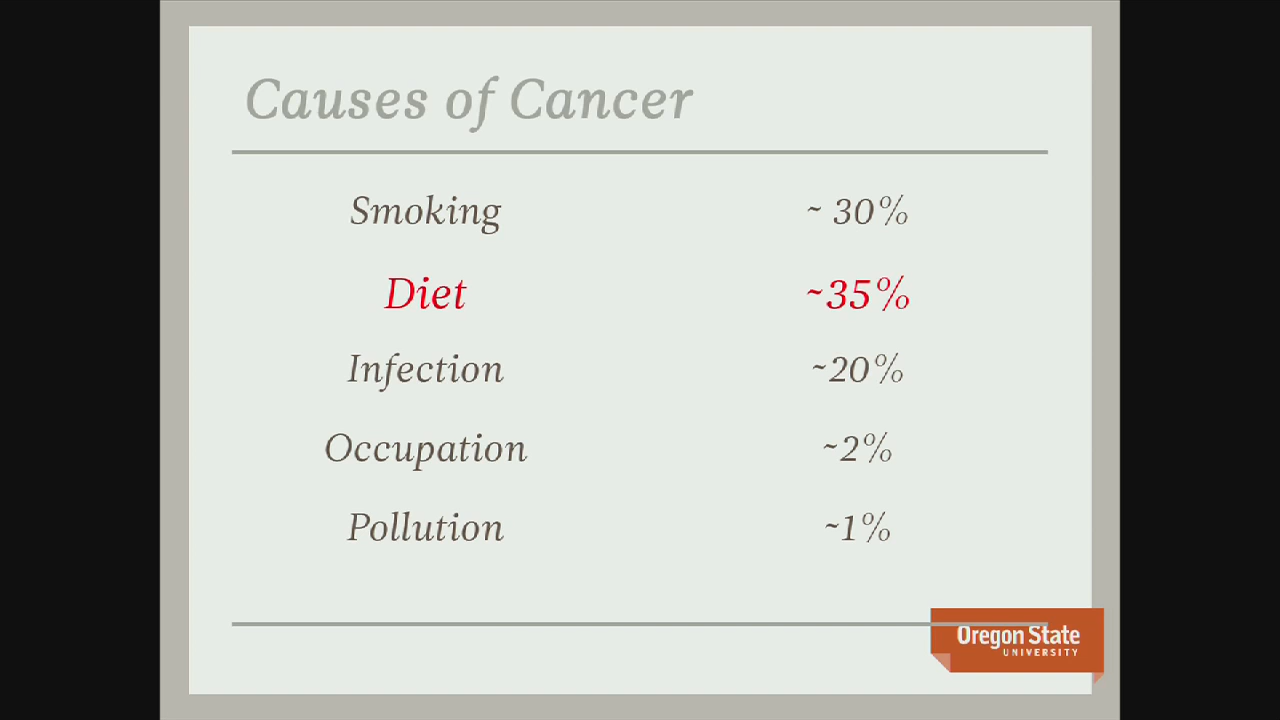 Causes of Cancer
Smoking ~ 30%
Diet ~35%
Infection ~20%
Occupation ~2%
Pollution ~1%
Oregon State
UNIVERSITY